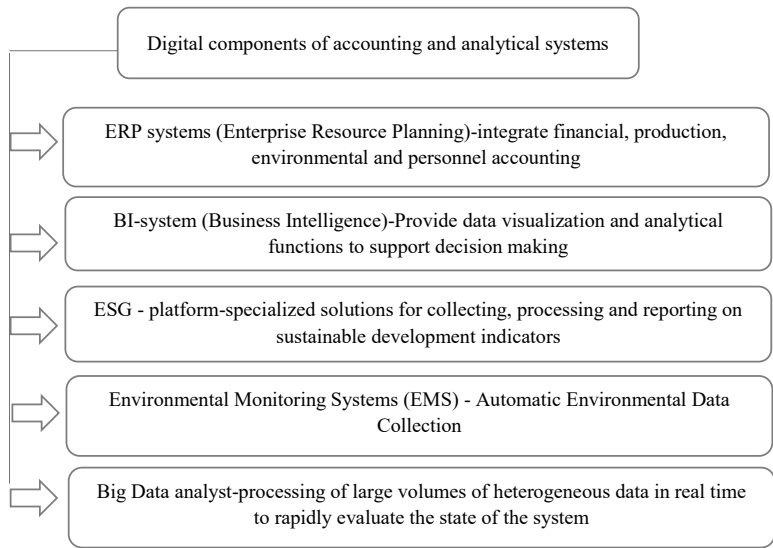 Digital components of accounting and analytical systems
ERP systems (Enterprise Resource Planning)-integrate financial, production,
environmental and personnel accounting
BI-system (Business Intelligence)-Provide data visualization and analytical
functions to support decision making
ESG - platform-specialized solutions for collecting, processing and reporting on
sustainable development indicators
Environmental Monitoring Systems (EMS) - Automatic Environmental Data
Collection
Big Data analyst-processing of large volumes of heterogeneous data in real time
to rapidly evaluate the state of the system